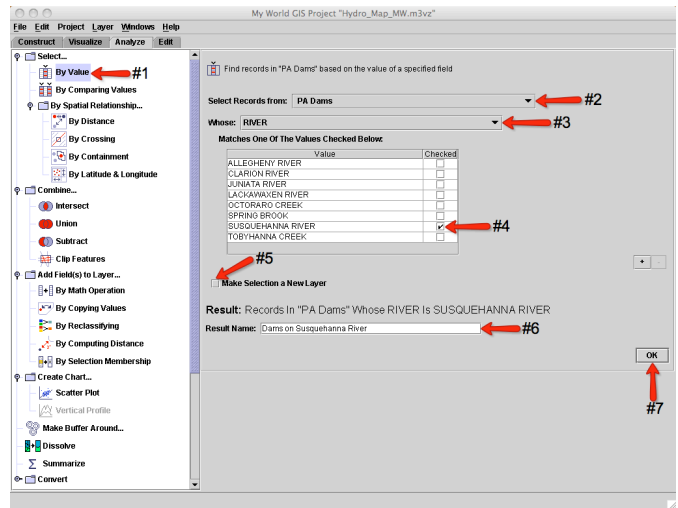 My World GIS Project "Hydro_Map_MW.m3vz"
File Edit Project Layer Windows Help
Construct Visualize Analyze Edit
Select...
By Value
#1
By Comparing Values
By Spatial Relationship...
By Distance
By Crossing
By Containment
By Latitude & Longitude
Combine...
Intersect
Union
Subtract
Clip Features
Add Field(s) to Layer...
By Math Operation
By Copying Values
By Reclassifying
By Computing Distance
By Selection Membership
Create Chart...
Scatter Plot
Vertical Profile
Make Buffer Around...
Dissolve
Σ Summarize
Convert
Find records in "PA Dams" based on the value of a specified field
Select Records from: PA Dams
#2
Whose: RIVER
#3
Matches One Of The Values Checked Below:
Value Checked
ALLEGHENY RIVER
CLARION RIVER
JUNIATA RIVER
LACKAWAXEN RIVER
OCTORARO CREEK
SPRING BROOK
SUSQUEHANNA RIVER
#4
TOBYHANNA CREEK
#5
+ -
Make Selection a New Layer
Result: Records In "PA Dams" Whose RIVER Is SUSQUEHANNA RIVER
Result Name: Dams on Susquehanna River
#6
OK
#7